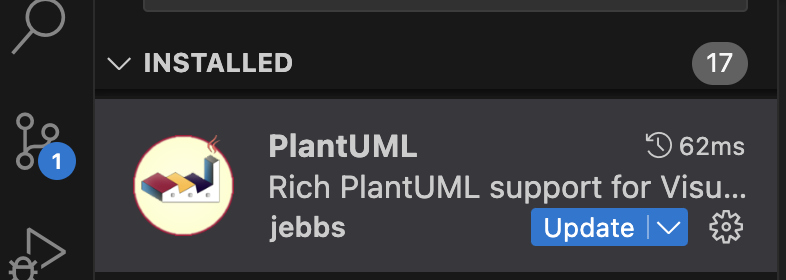 INSTALLED 17
1
PlantUML 62ms
Rich PlantUML support for Visu...
jebbs Update